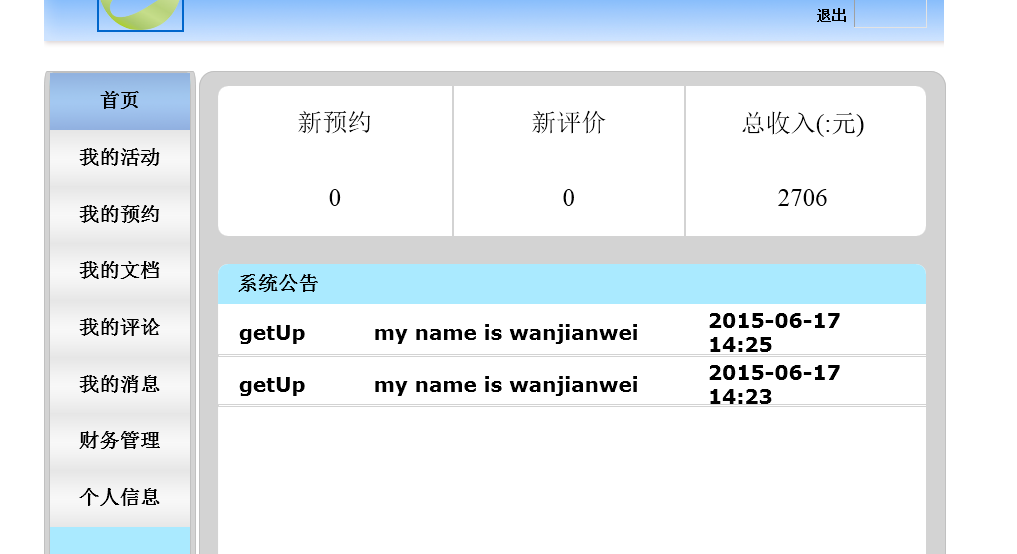 退出
首页
我的活动
我的预约
我的文档
我的评论
我的消息
财务管理
个人信息
新预约 新评价 总收入(:元)
0 0 2706
系统公告
getUp my name is wanjianwei 2015-06-17
14:25
getUp my name is wanjianwei 2015-06-17
14:23